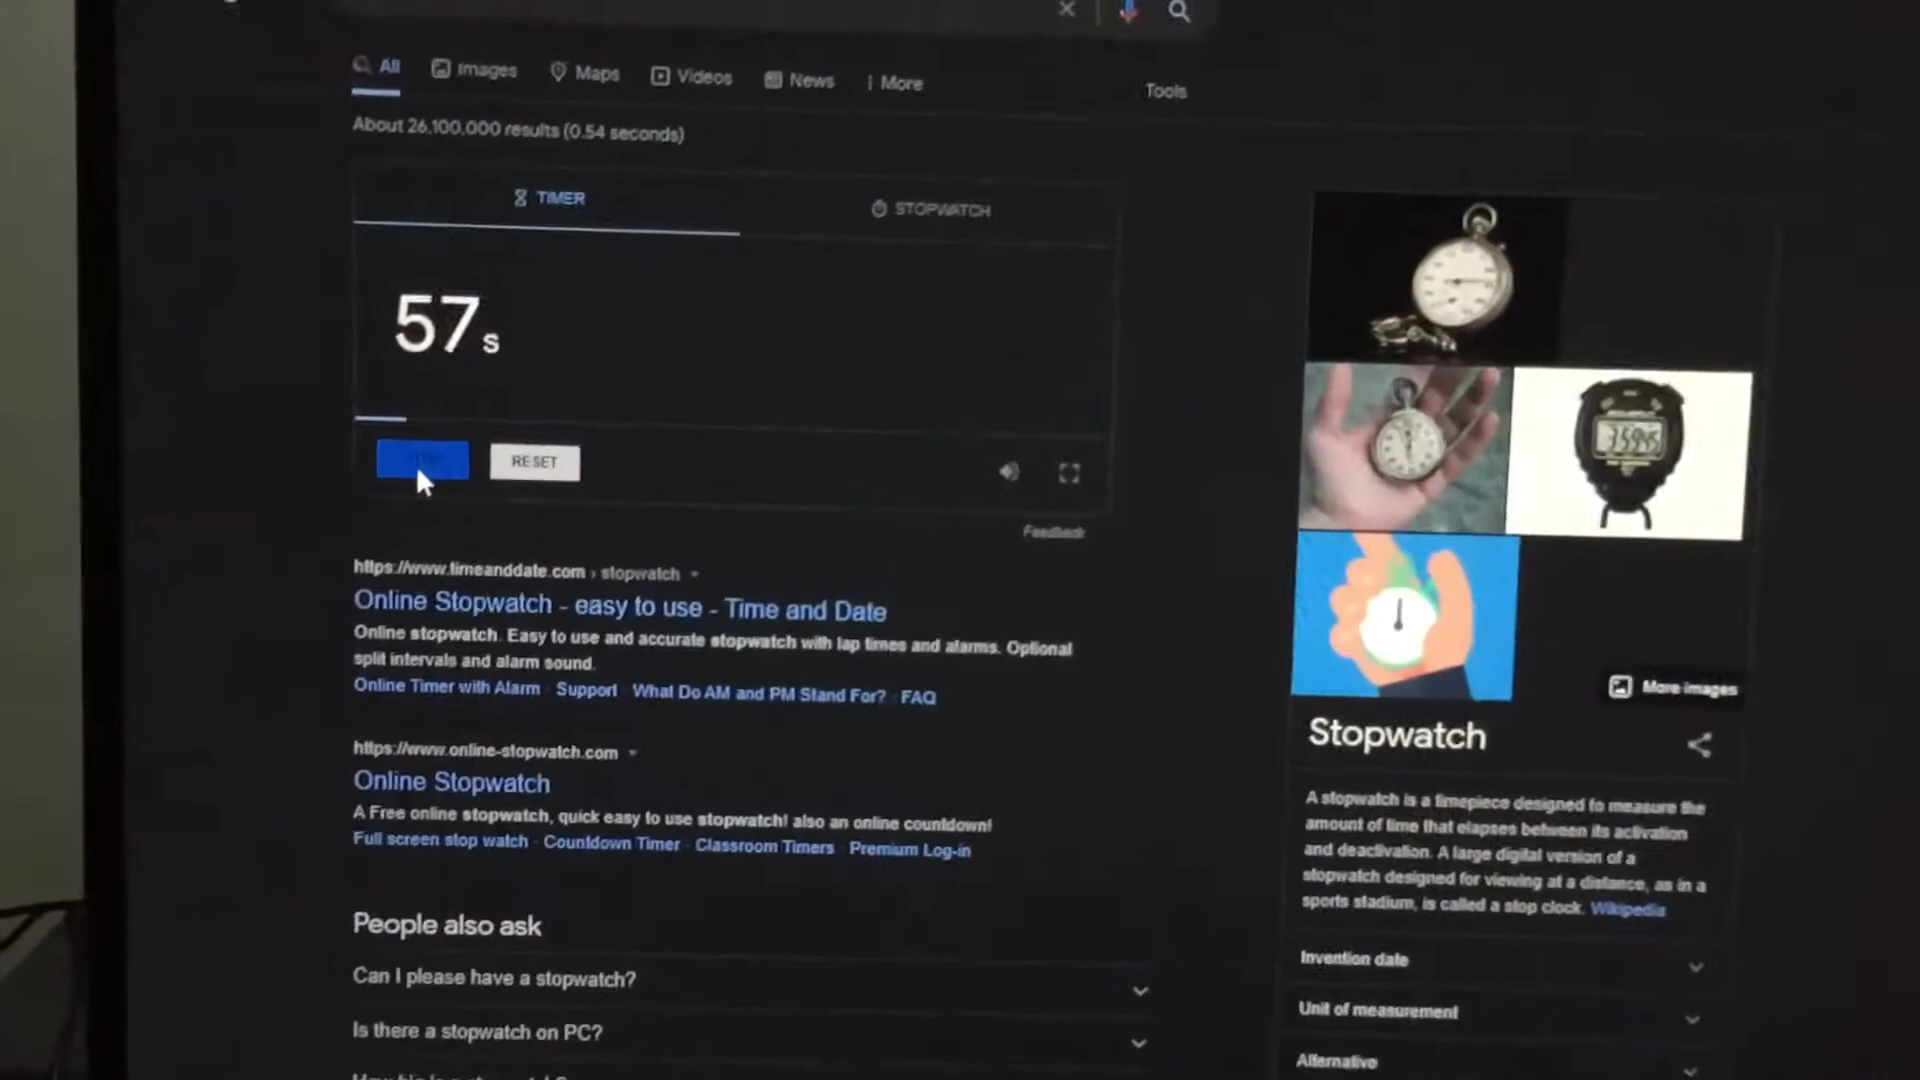 All Images Maps Videos News More Tools
About 26,100,000 results (0.54 seconds)
TIMER STOPWATCH
57s
STOP RESET
Feedback
https://www.timeanddate.com › stopwatch
Online Stopwatch - easy to use - Time and Date
Online stopwatch. Easy to use and accurate stopwatch with lap times and alarms. Optional
split intervals and alarm sound.
Online Timer with Alarm · Support · What Do AM and PM Stand For? · FAQ
https://www.online-stopwatch.com
Online Stopwatch
A Free online stopwatch, quick easy to use stopwatch! also an online countdown!
Full screen stop watch · Countdown Timer · Classroom Timers · Premium Log-in
People also ask
Can I please have a stopwatch?
Is there a stopwatch on PC?
More images
Stopwatch
A stopwatch is a timepiece designed to measure the
amount of time that elapses between its activation
and deactivation. A large digital version of a
stopwatch designed for viewing at a distance, as in a
sports stadium, is called a stop clock. Wikipedia
Invention date
Unit of measurement
Alternative